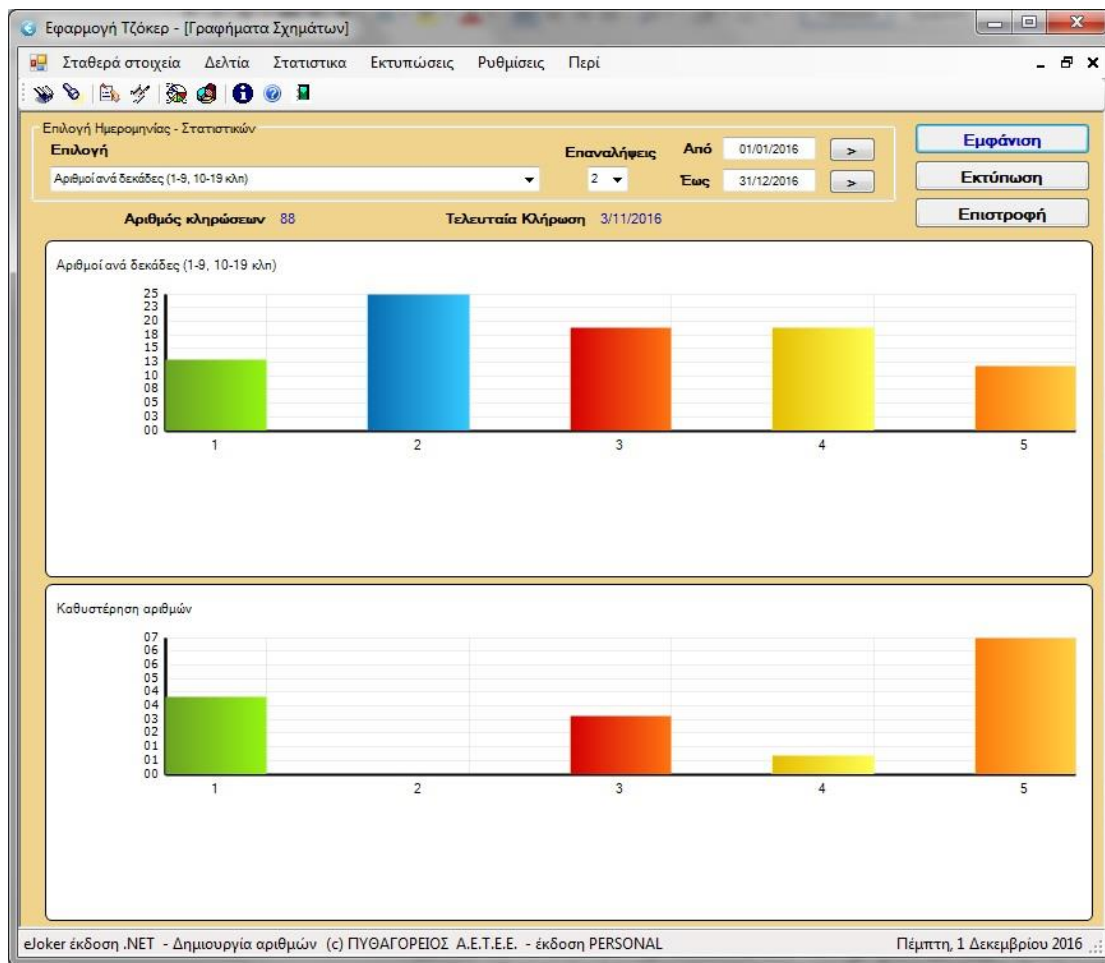 Εφαρμογή Τζόκερ - [Γραφήματα Σχημάτων]
Σταθερά στοιχεία Δελτία Στατιστικα Εκτυπώσεις Ρυθμίσεις Περί
Επιλογή Ημερομηνίας - Στατιστικών
Επιλογή Επαναλήψεις Από 01/01/2016 > Εμφάνιση
Αριθμοί ανά δεκάδες (1-9, 10-19 κλπ) 2 Έως 31/12/2016 > Εκτύπωση
Αριθμός κληρώσεων 88 Τελευταία Κλήρωση 3/11/2016 Επιστροφή
Αριθμοί ανά δεκάδες (1-9, 10-19 κλπ)
25
23
20
18
15
13
10
08
05
03
00
1 2 3 4 5
Καθυστέρηση αριθμών
07
06
06
05
04
04
03
02
01
01
00
1 2 3 4 5
eJoker έκδοση .NET - Δημιουργία αριθμών (c) ΠΥΘΑΓΟΡΕΙΟΣ Α.Ε.Τ.Ε.Ε. - έκδοση PERSONAL Πέμπτη, 1 Δεκεμβρίου 2016